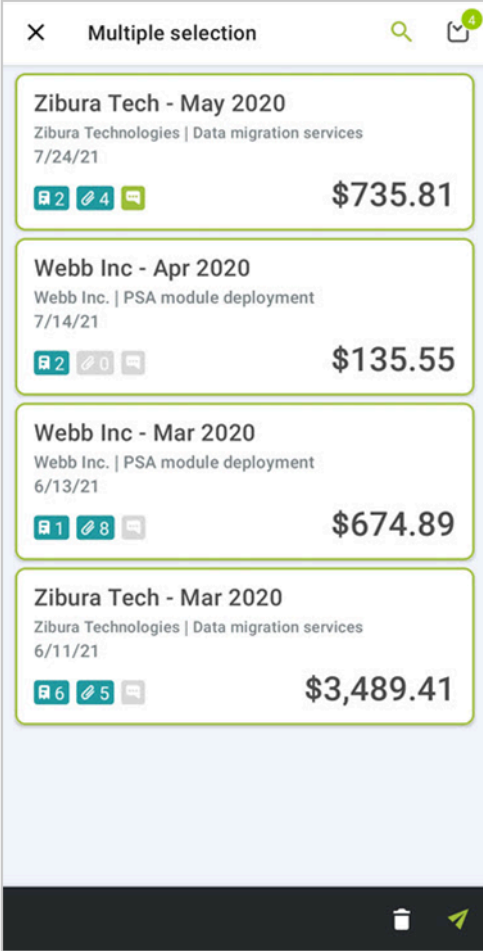 Multiple selection
4
Zibura Tech - May 2020
Zibura Technologies | Data migration services
7/24/21
2 4
$735.81
Webb Inc - Apr 2020
Webb Inc. | PSA module deployment
7/14/21
2 0
$135.55
Webb Inc - Mar 2020
Webb Inc. | PSA module deployment
6/13/21
1 8
$674.89
Zibura Tech - Mar 2020
Zibura Technologies | Data migration services
6/11/21
6 5
$3,489.41